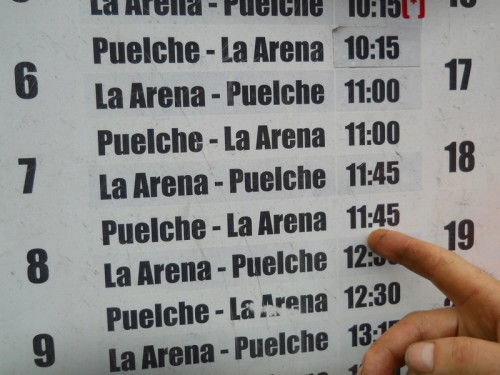 La Arena - Puelche 10:15(*)
Puelche - La Arena 10:15
6 17
La Arena - Puelche 11:00
Puelche - La Arena 11:00
7 18
La Arena - Puelche 11:45
Puelche - La Arena 11:45
8 19
La Arena - Puelche
Puelche - La Arena 12:30
9
La Arena - Puelche